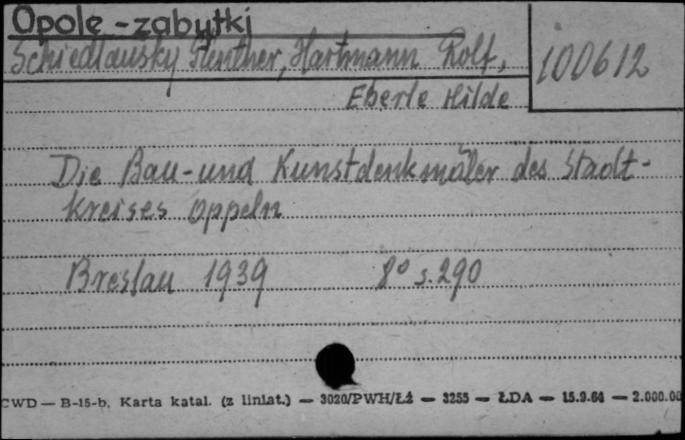 Opole - zabytki
Schiedlausky Günther, Hartmann Rolf,
100612
Eberle Hilde
Die Bau- und Kunstdenkmäler des Stadt-
kreises Oppeln
Breslau 1939 8° s. 290
CWD — B-15-b. Karta katal. (z liniat.) — 3020/PWH/Łź — 3255 — ŁDA — 15.9.64 — 2.000.00